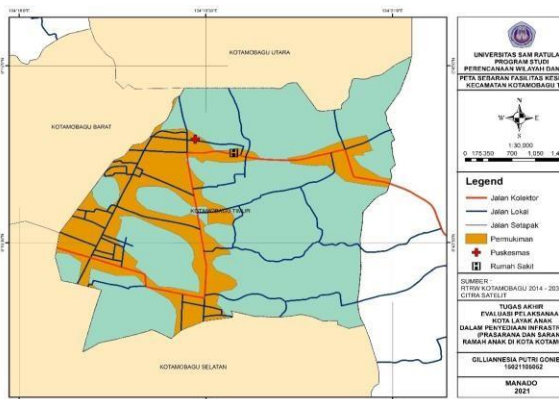 KOTAMOBAGU UTARA
KOTAMOBAGU BARAT
KOTAMOBAGU TIMUR
KOTAMOBAGU SELATAN
UNIVERSITAS SAM RATULA
PROGRAM STUDI
PERENCANAAN WILAYAH DAN
PETA SEBARAN FASILITAS KES
KECAMATAN KOTAMOBAGU T
N
W
E
S
1:30,000
0 175 350 700 1,050 1,4
Legend
Jalan Kolektor
Jalan Lokal
Jalan Setapak
Permukiman
Puskesmas
H Rumah Sakit
SUMBER :
RTRW KOTAMOBAGU 2014 - 203
CITRA SATELIT
TUGAS AKHIR
EVALUASI PELAKSANAA
KOTA LAYAK ANAK
DALAM PENYEDIAAN INFRAST
(PRASARANA DAN SARAN
RAMAH ANAK DI KOTA KOTAM
GILLIANNESIA PUTRI GONIE
MANADO
2021